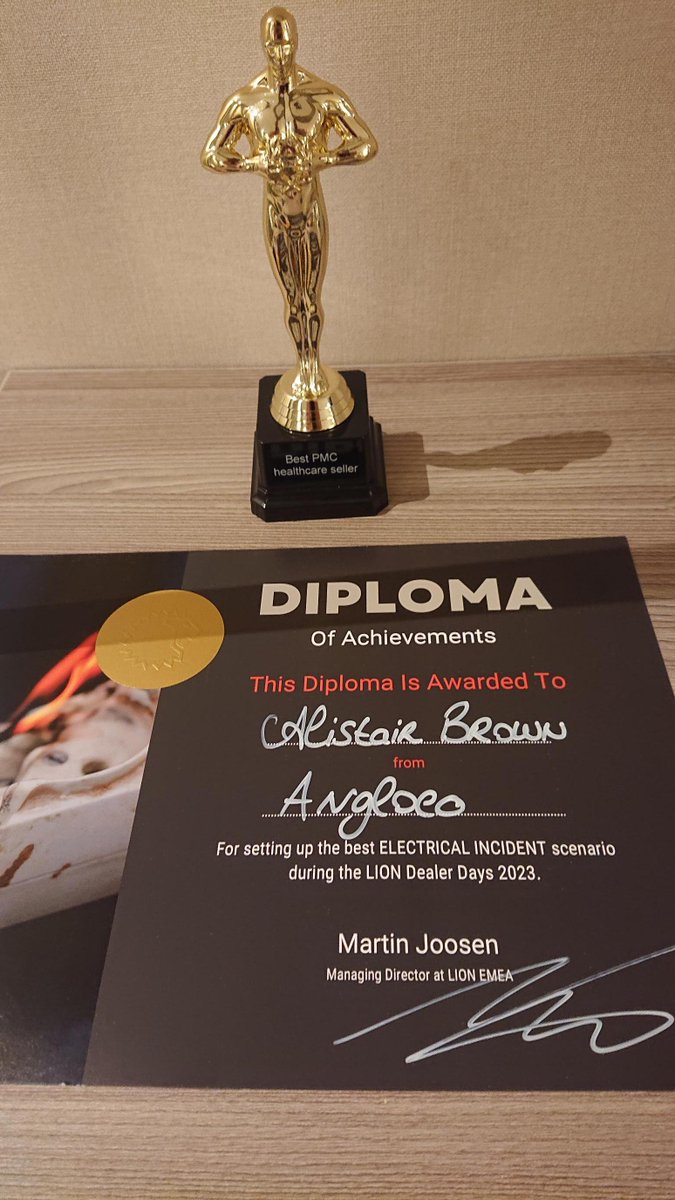 Best PMC
healthcare seller
DIPLOMA
Of Achievements
This Diploma Is Awarded To
Alistair Brown
from
Angloco
For setting up the best ELECTRICAL INCIDENT scenario
during the LION Dealer Days 2023.
Martin Joosen
Managing Director at LION EMEA